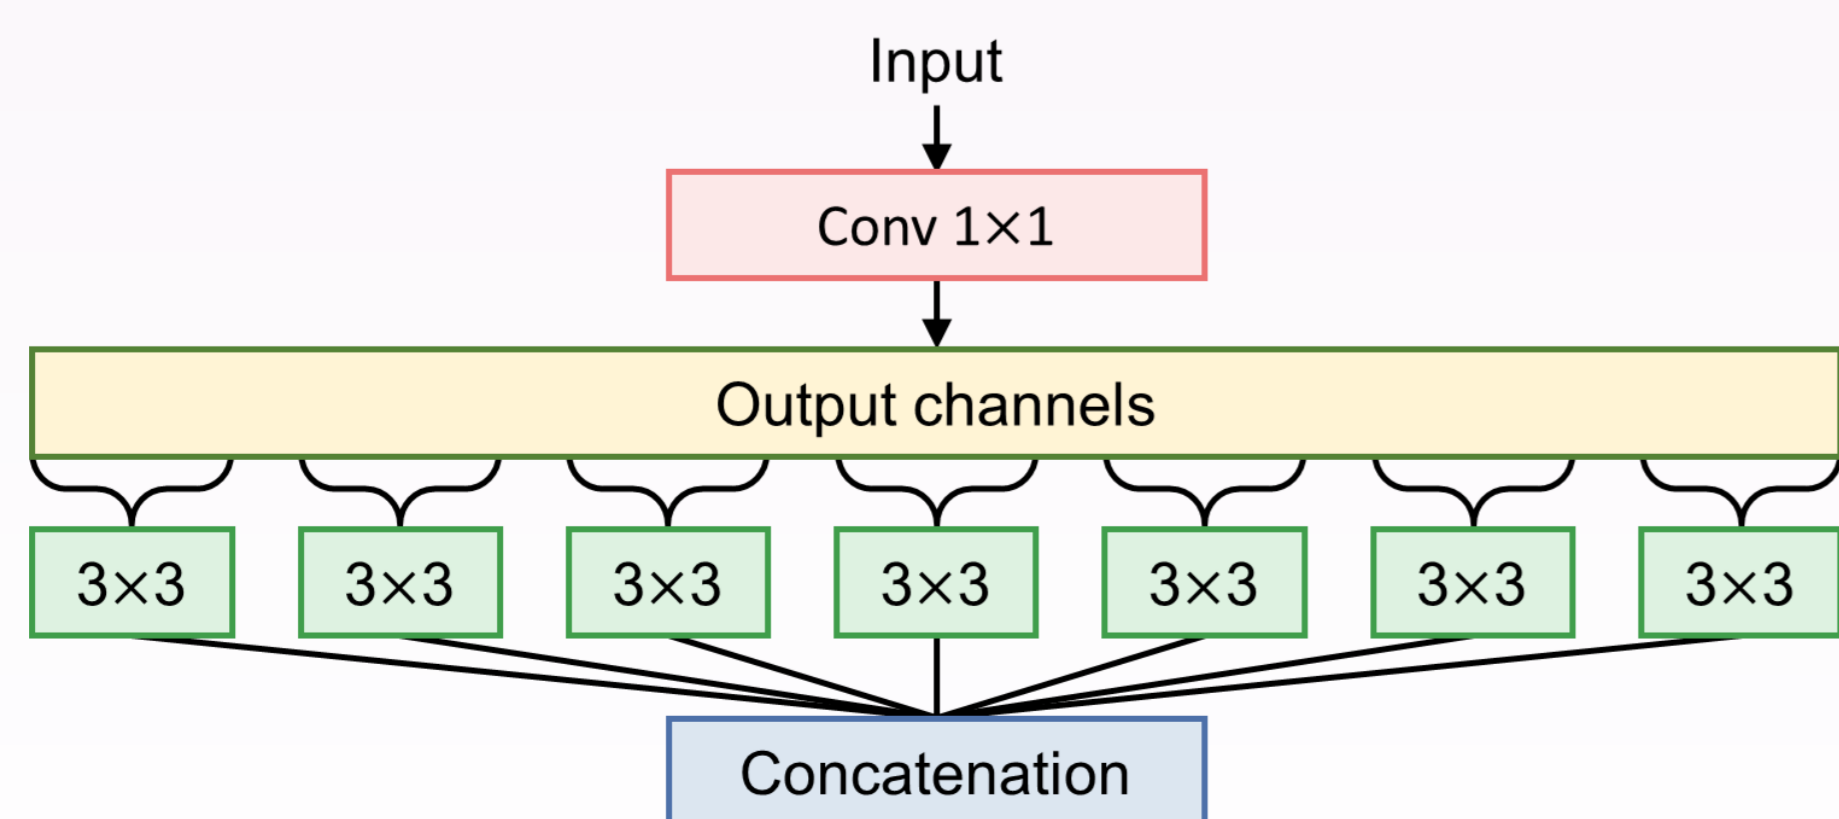 Input
Conv 1×1
Output channels
3×3 3×3 3×3 3×3 3×3 3×3 3×3
Concatenation